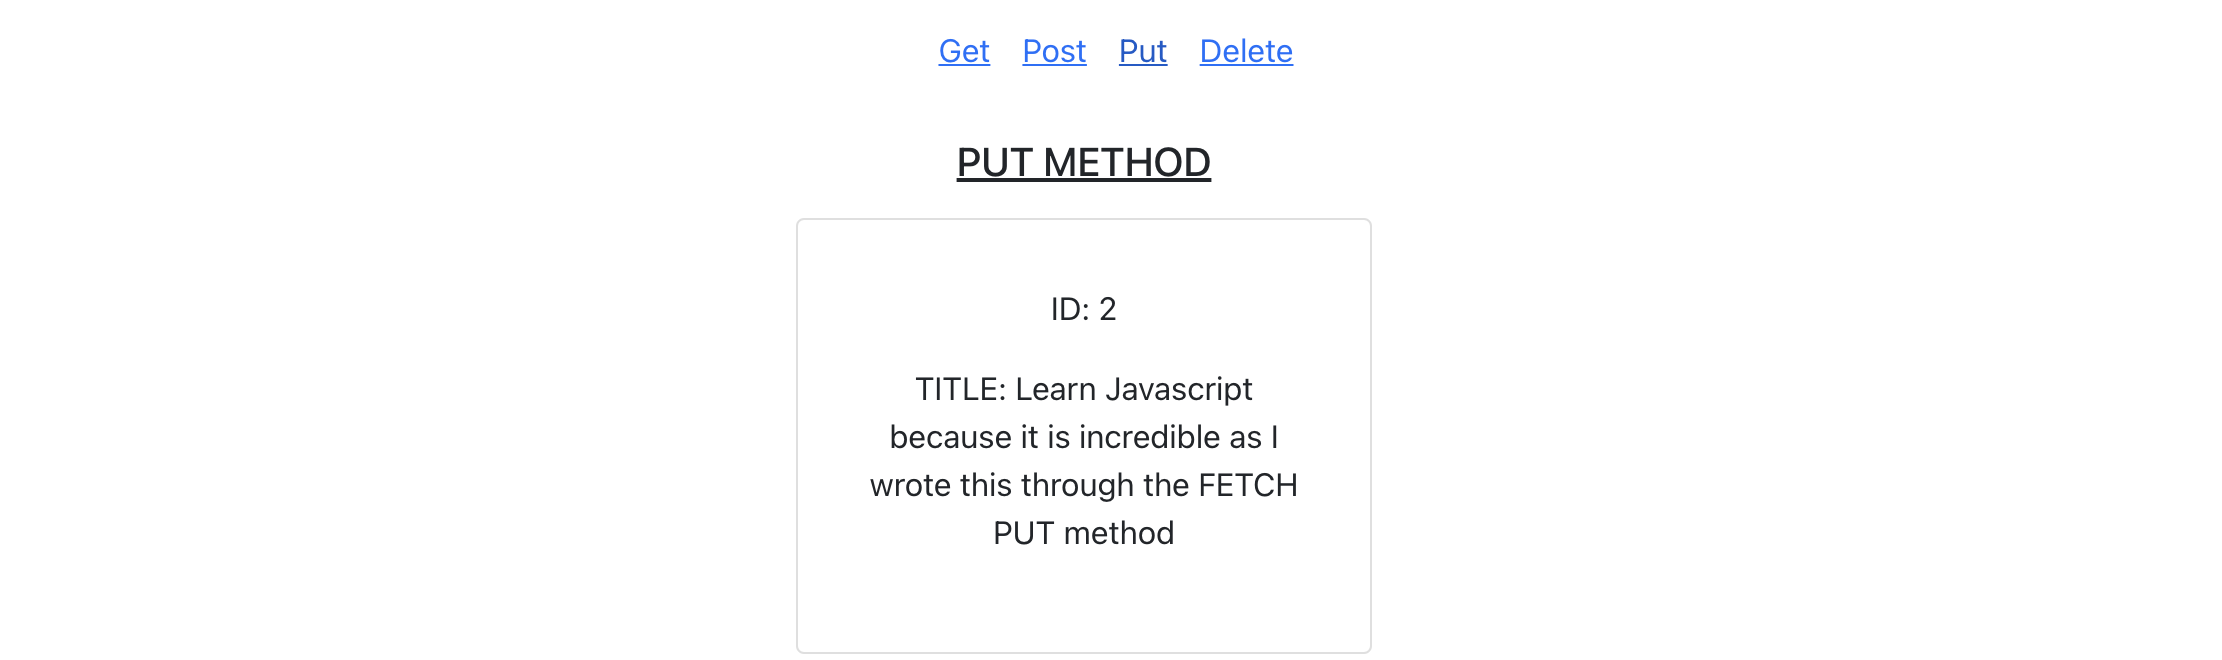 Get Post Put Delete
PUT METHOD
ID: 2
TITLE: Learn Javascript
because it is incredible as I
wrote this through the FETCH
PUT method